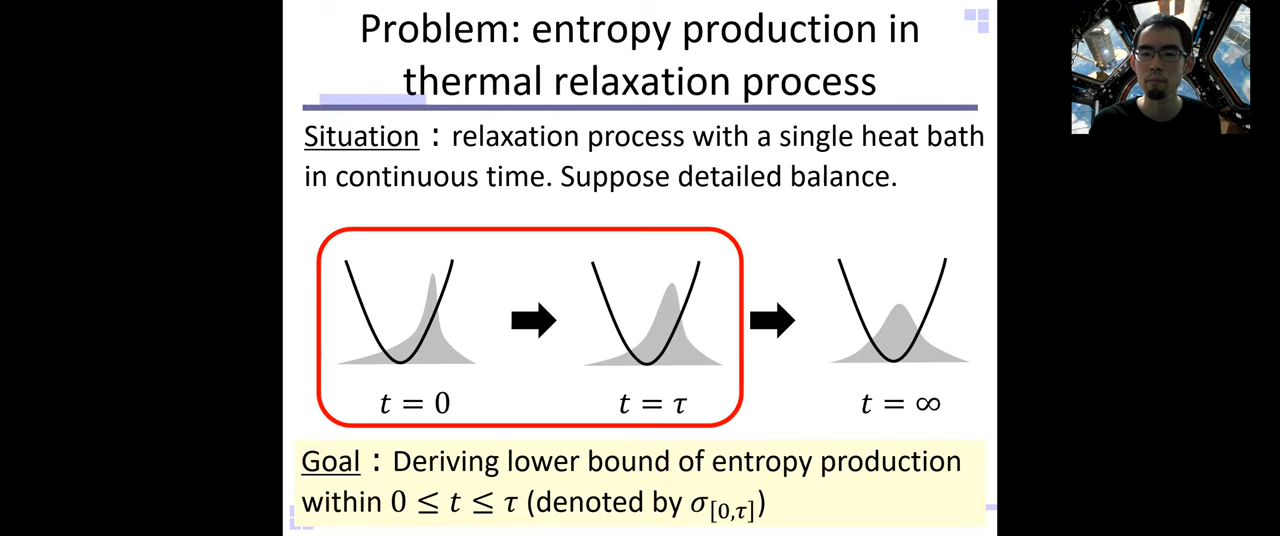 Problem: entropy production in
thermal relaxation process
Situation：relaxation process with a single heat bath
in continuous time. Suppose detailed balance.
t = 0
t = τ
t = ∞
Goal：Deriving lower bound of entropy production
within 0 ≤ t ≤ τ (denoted by σ[0,τ])